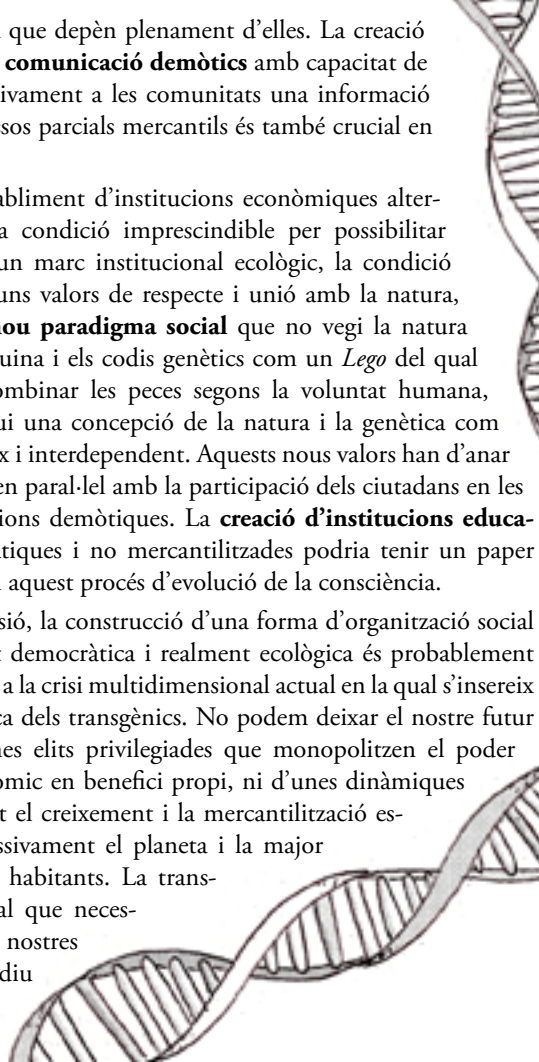 que depèn plenament d’elles. La creació
comunicació demòtics amb capacitat de
ivament a les comunitats una informació
sos parcials mercantils és també crucial en
abliment d’institucions econòmiques alter-
a condició imprescindible per possibilitar
un marc institucional ecològic, la condició
uns valors de respecte i unió amb la natura,
nou paradigma social que no vegi la natura
uina i els codis genètics com un Lego del qual
ombinar les peces segons la voluntat humana,
ui una concepció de la natura i la genètica com
x i interdependent. Aquests nous valors han d’anar
en paral·lel amb la participació dels ciutadans en les
ions demòtiques. La creació d’institucions educa-
tiques i no mercantilitzades podria tenir un paper
aquest procés d’evolució de la consciència.
sió, la construcció d’una forma d’organització social
democràtica i realment ecològica és probablement
a la crisi multidimensional actual en la qual s’insereix
ca dels transgènics. No podem deixar el nostre futur
nes elits privilegiades que monopolitzen el poder
òmic en benefici propi, ni d’unes dinàmiques
t el creixement i la mercantilització es-
ssivament el planeta i la major
habitants. La trans-
al que neces-
nostres
diu